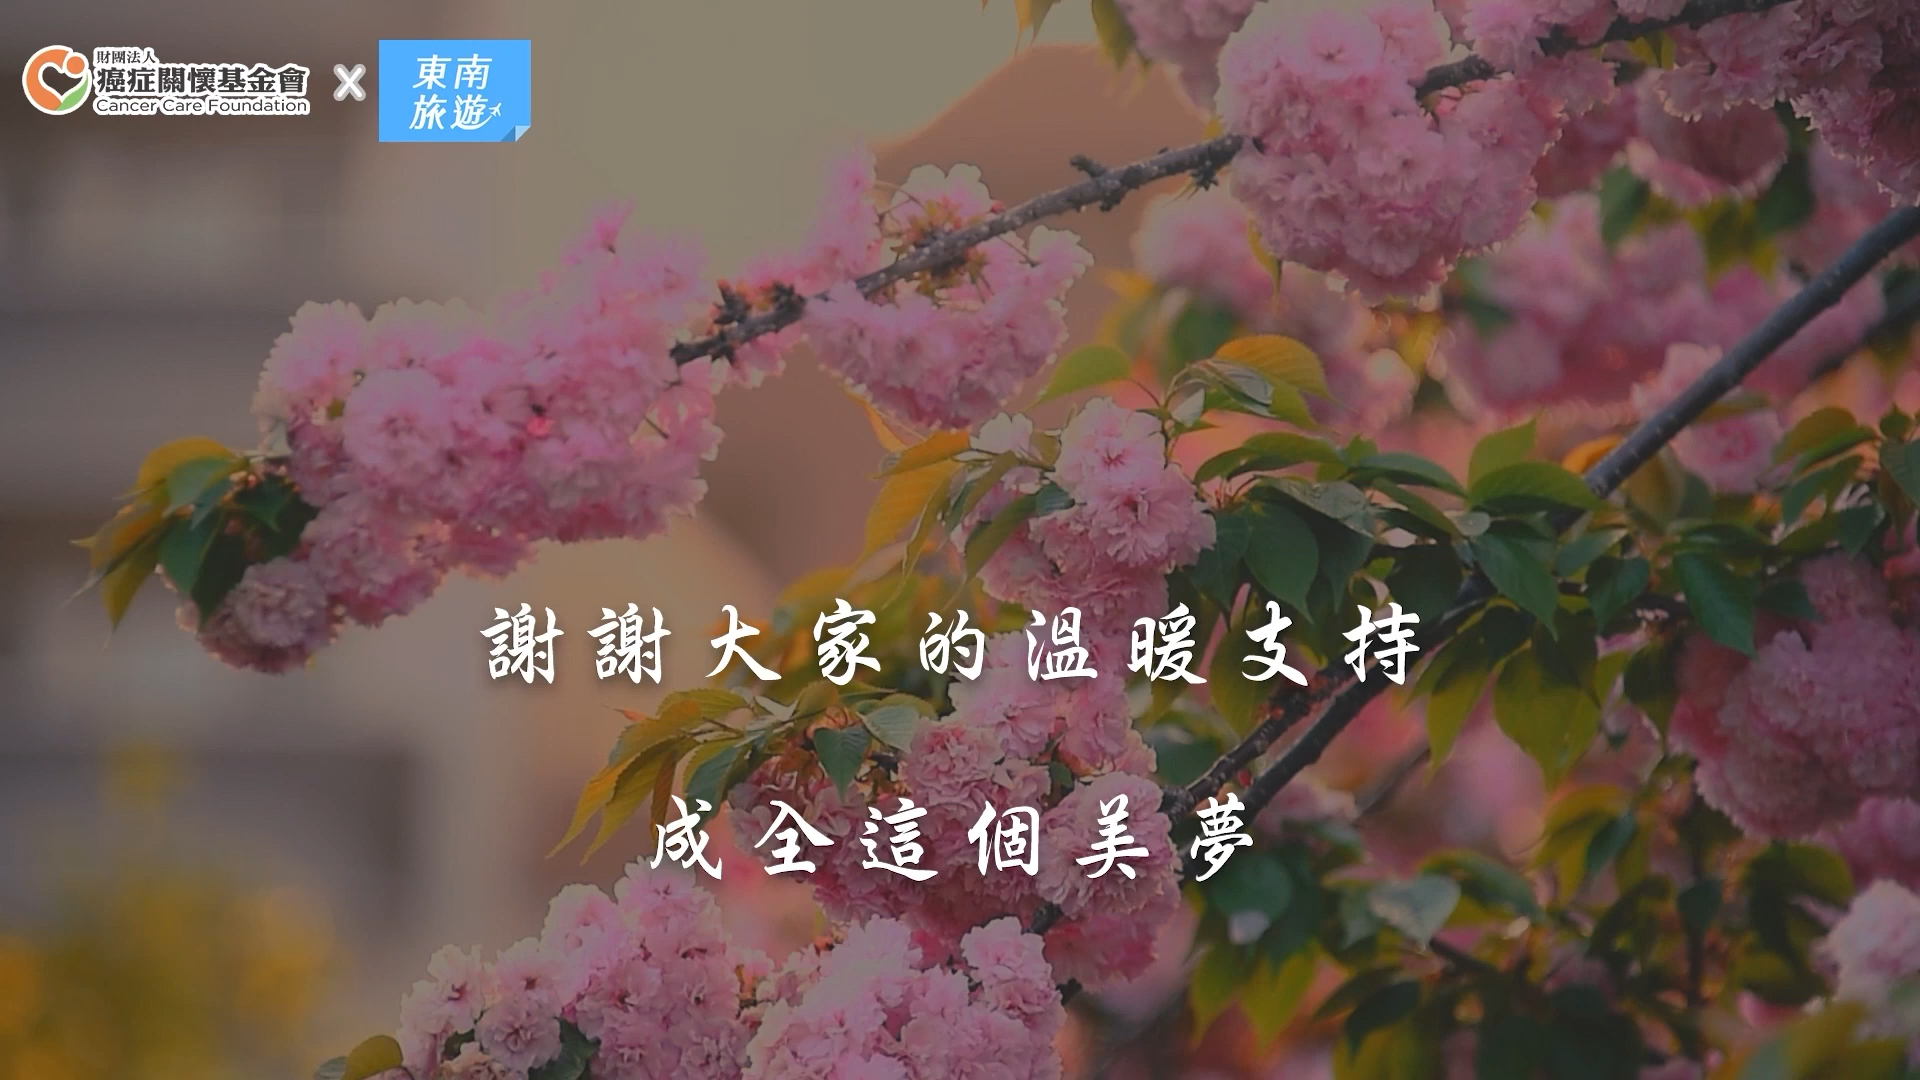 財團法人
癌症關懷基金會
Cancer Care Foundation
X
東南
旅遊
謝謝大家的溫暖支持
成全這個美夢